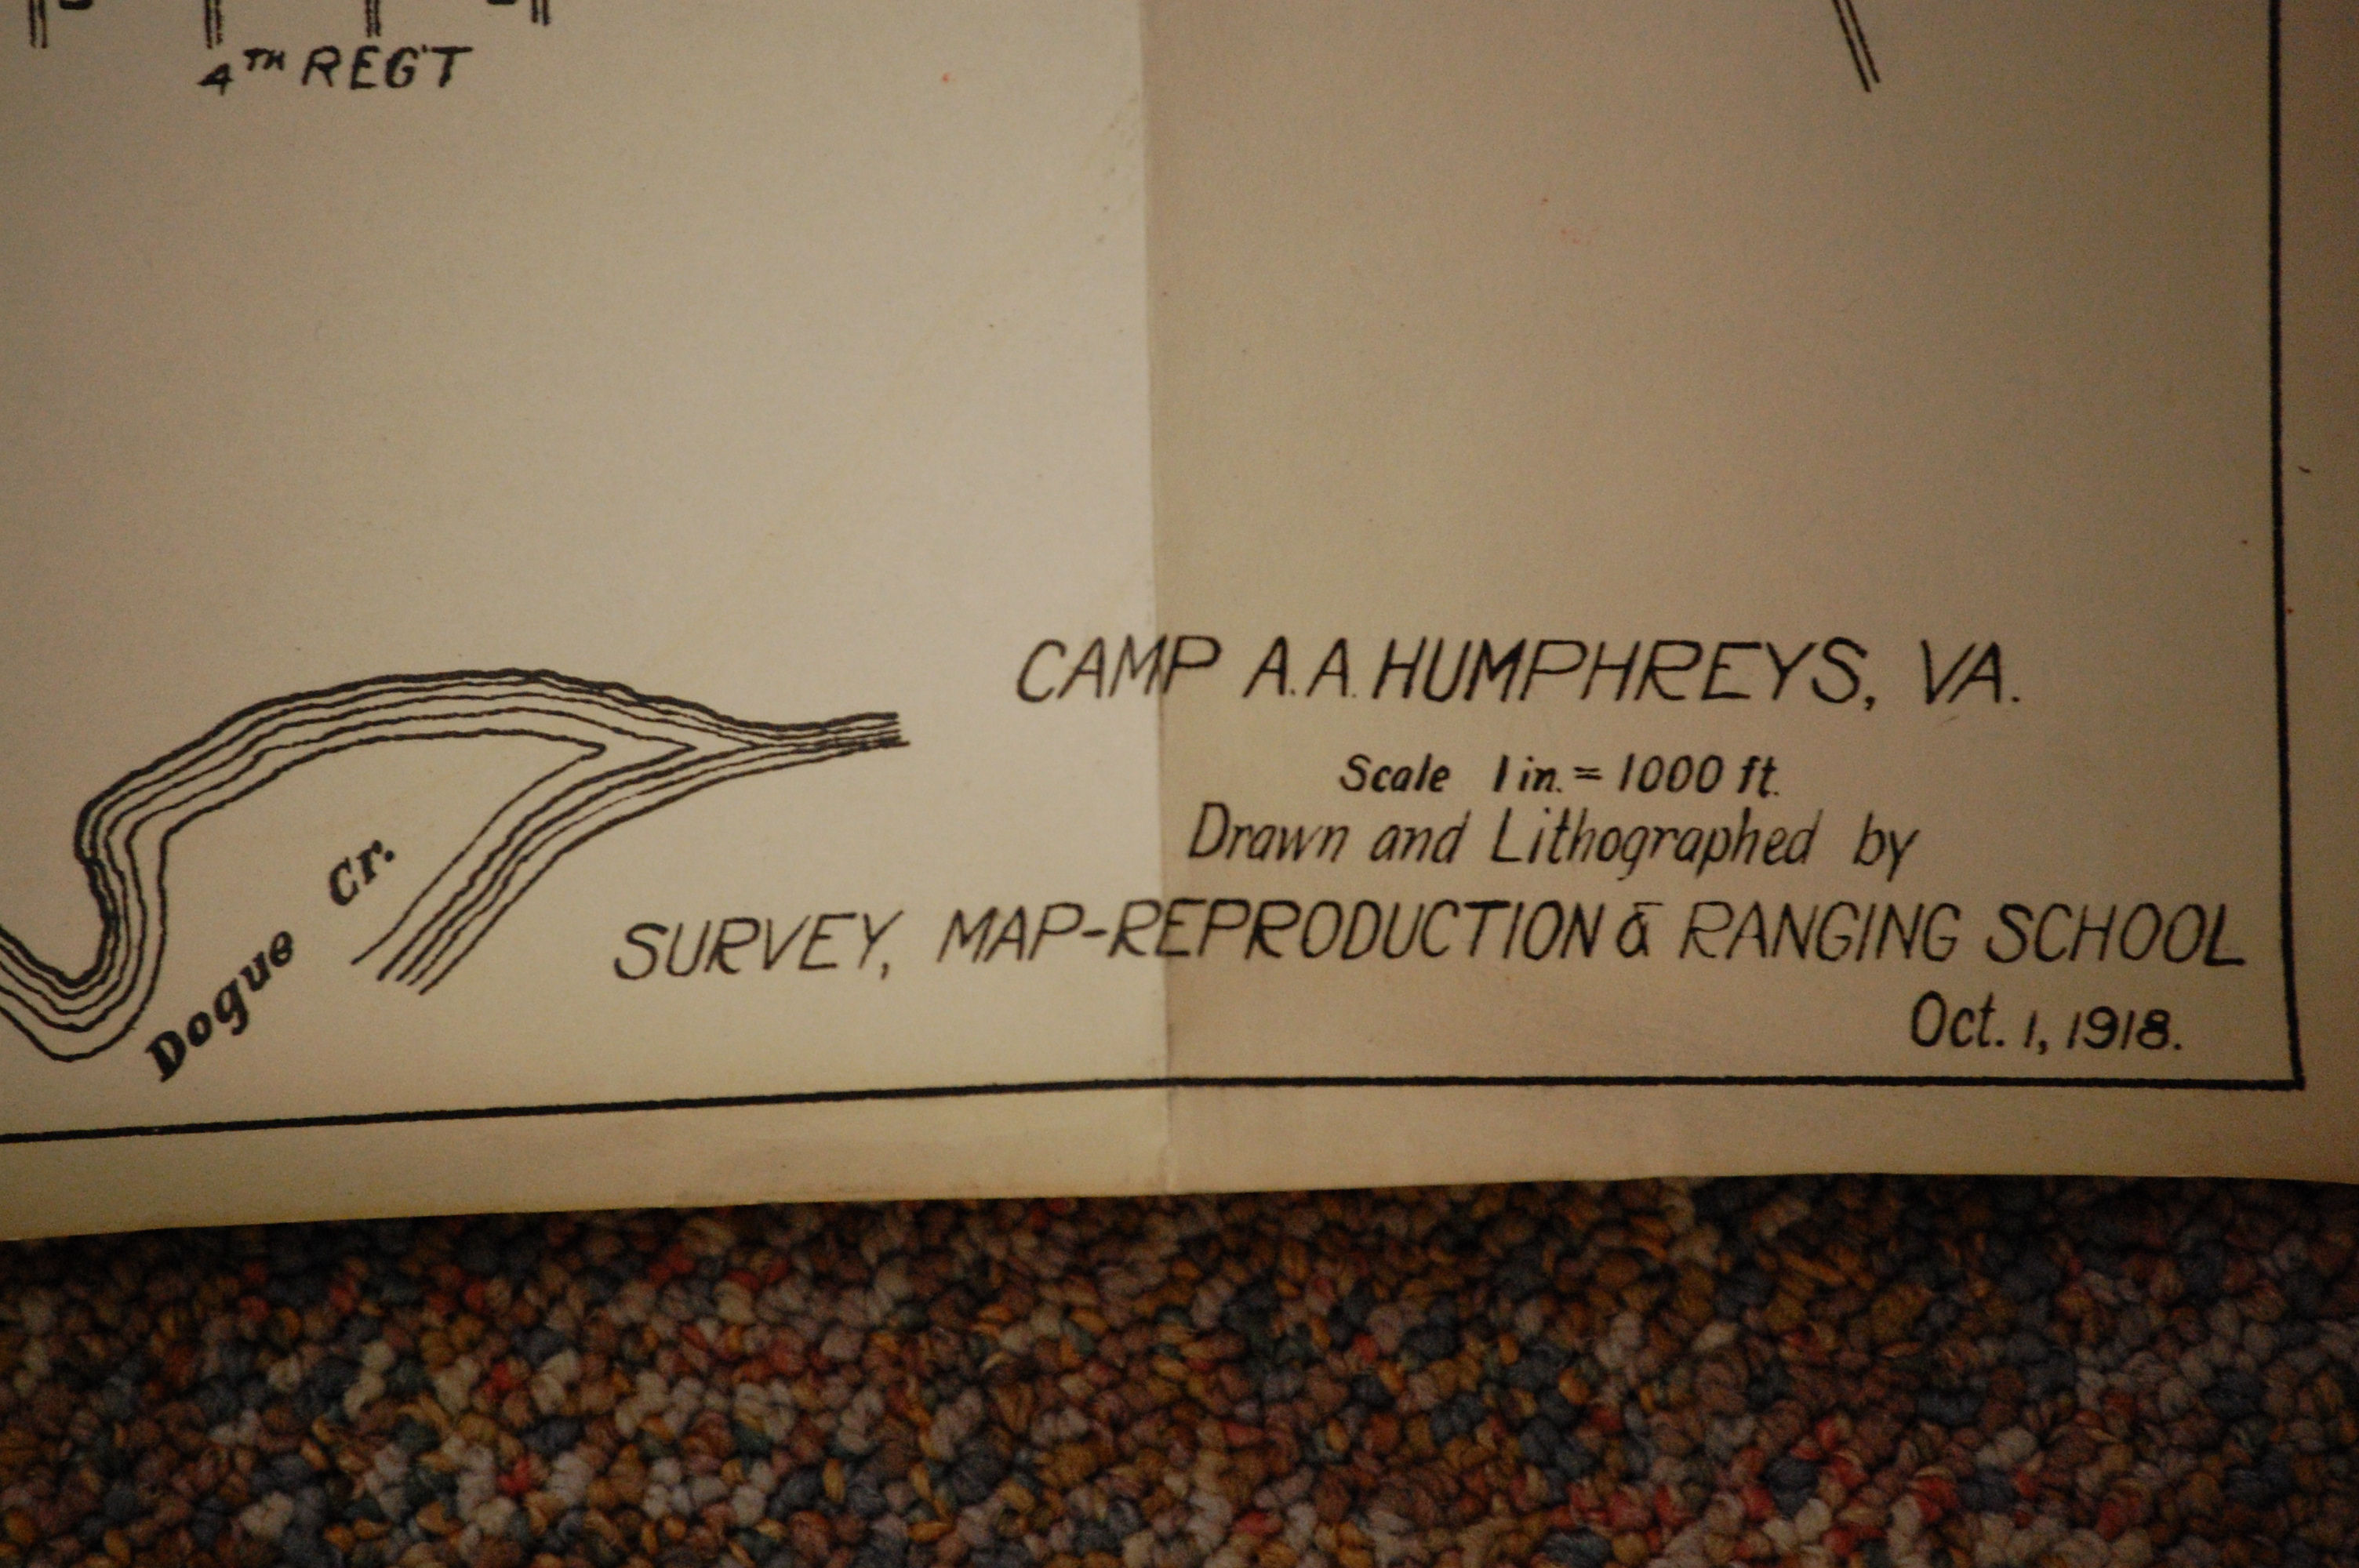 4TH REG'T
CAMP A.A. HUMPHREYS, VA.
Scale 1 in. = 1000 ft.
Drawn and Lithographed by
SURVEY, MAP-REPRODUCTION & RANGING SCHOOL
Oct. 1, 1918.
Dogue Cr.